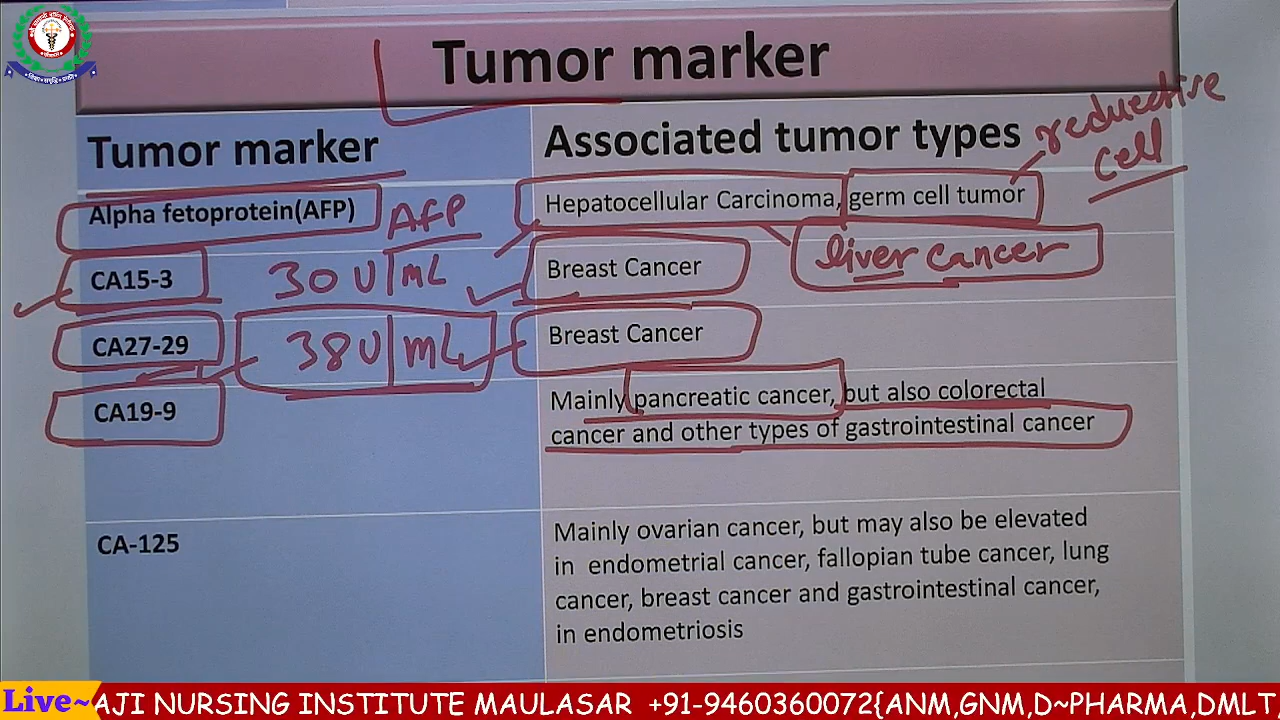 Tumor marker
Tumor marker
Associated tumor types
reductive
cell
Alpha fetoprotein(AFP)
AFP
Hepatocellular Carcinoma, germ cell tumor
liver cancer
CA15-3
30 U/mL
Breast Cancer
CA27-29
38 U/mL
Breast Cancer
CA19-9
Mainly pancreatic cancer, but also colorectal
cancer and other types of gastrointestinal cancer
CA-125
Mainly ovarian cancer, but may also be elevated
in endometrial cancer, fallopian tube cancer, lung
cancer, breast cancer and gastrointestinal cancer,
in endometriosis
Live~ AJI NURSING INSTITUTE MAULASAR +91-9460360072{ANM,GNM,D~PHARMA,DMLT